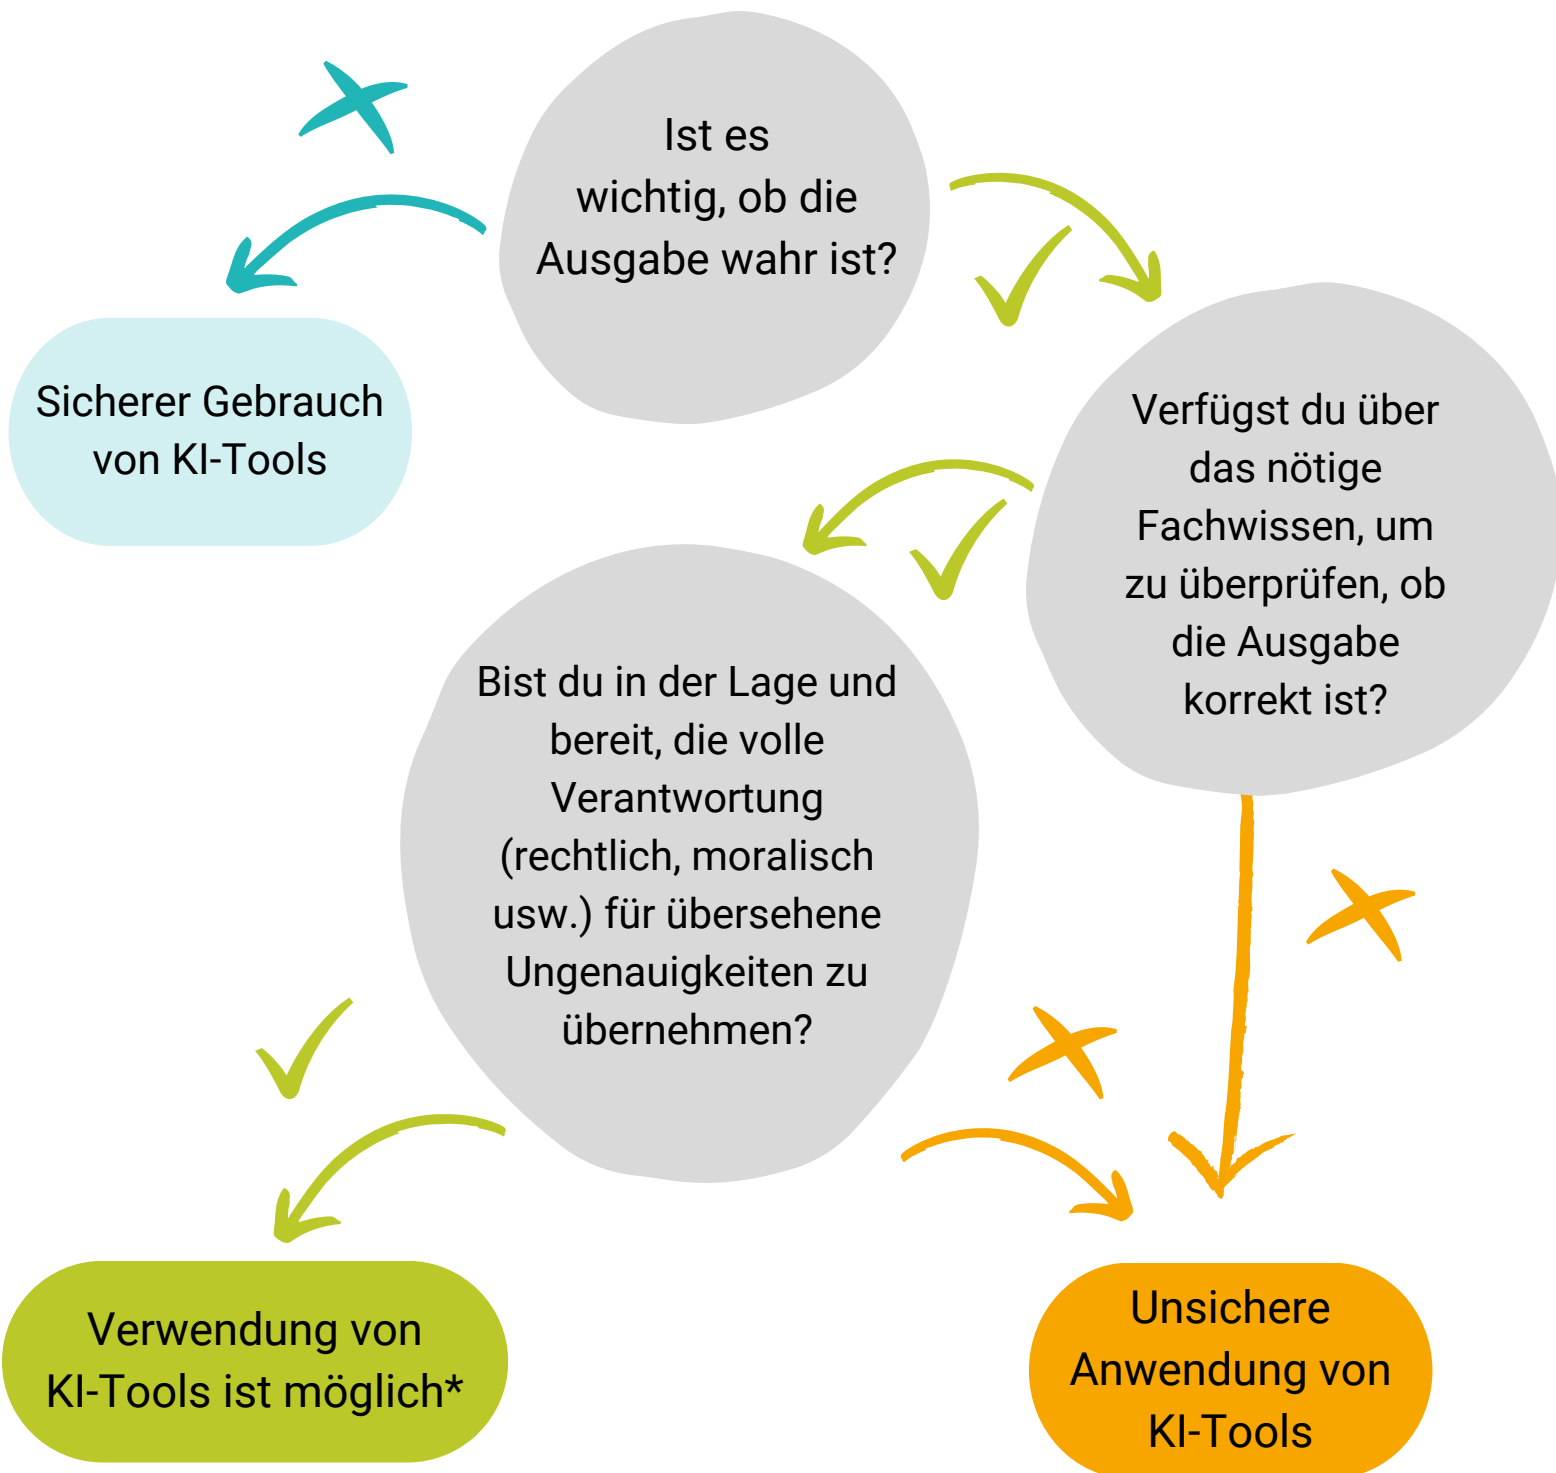 Ist es
wichtig, ob die
Ausgabe wahr ist?
Sicherer Gebrauch
von KI-Tools
Verfügst du über
das nötige
Fachwissen, um
zu überprüfen, ob
die Ausgabe
korrekt ist?
Bist du in der Lage und
bereit, die volle
Verantwortung
(rechtlich, moralisch
usw.) für übersehene
Ungenauigkeiten zu
übernehmen?
Verwendung von
KI-Tools ist möglich*
Unsichere
Anwendung von
KI-Tools